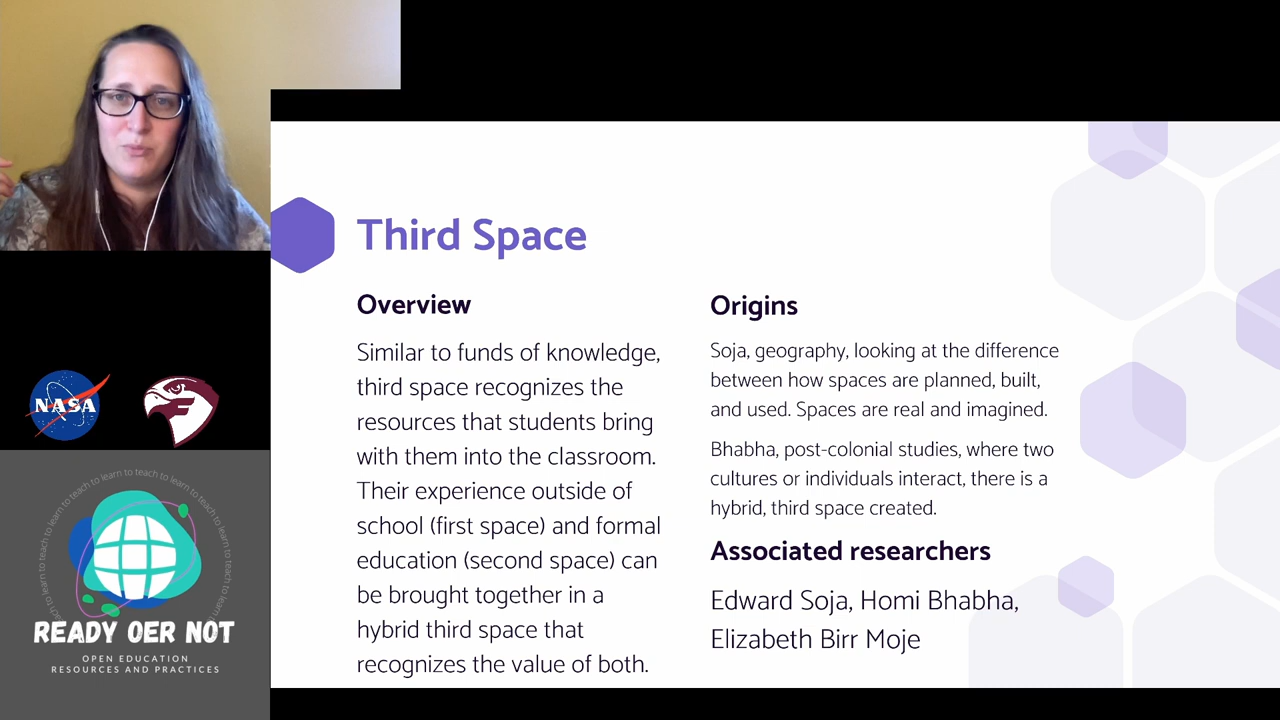 Third Space
Overview
Similar to funds of knowledge,
third space recognizes the
resources that students bring
with them into the classroom.
Their experience outside of
school (first space) and formal
education (second space) can
be brought together in a
hybrid third space that
recognizes the value of both.
Origins
Soja, geography, looking at the difference
between how spaces are planned, built,
and used. Spaces are real and imagined.
Bhabha, post-colonial studies, where two
cultures or individuals interact, there is a
hybrid, third space created.
Associated researchers
Edward Soja, Homi Bhabha,
Elizabeth Birr Moje
NASA
to learn to teach to learn to teach to learn to teach to learn to teach to learn
READY OER NOT
OPEN EDUCATION
RESOURCES AND PRACTICES